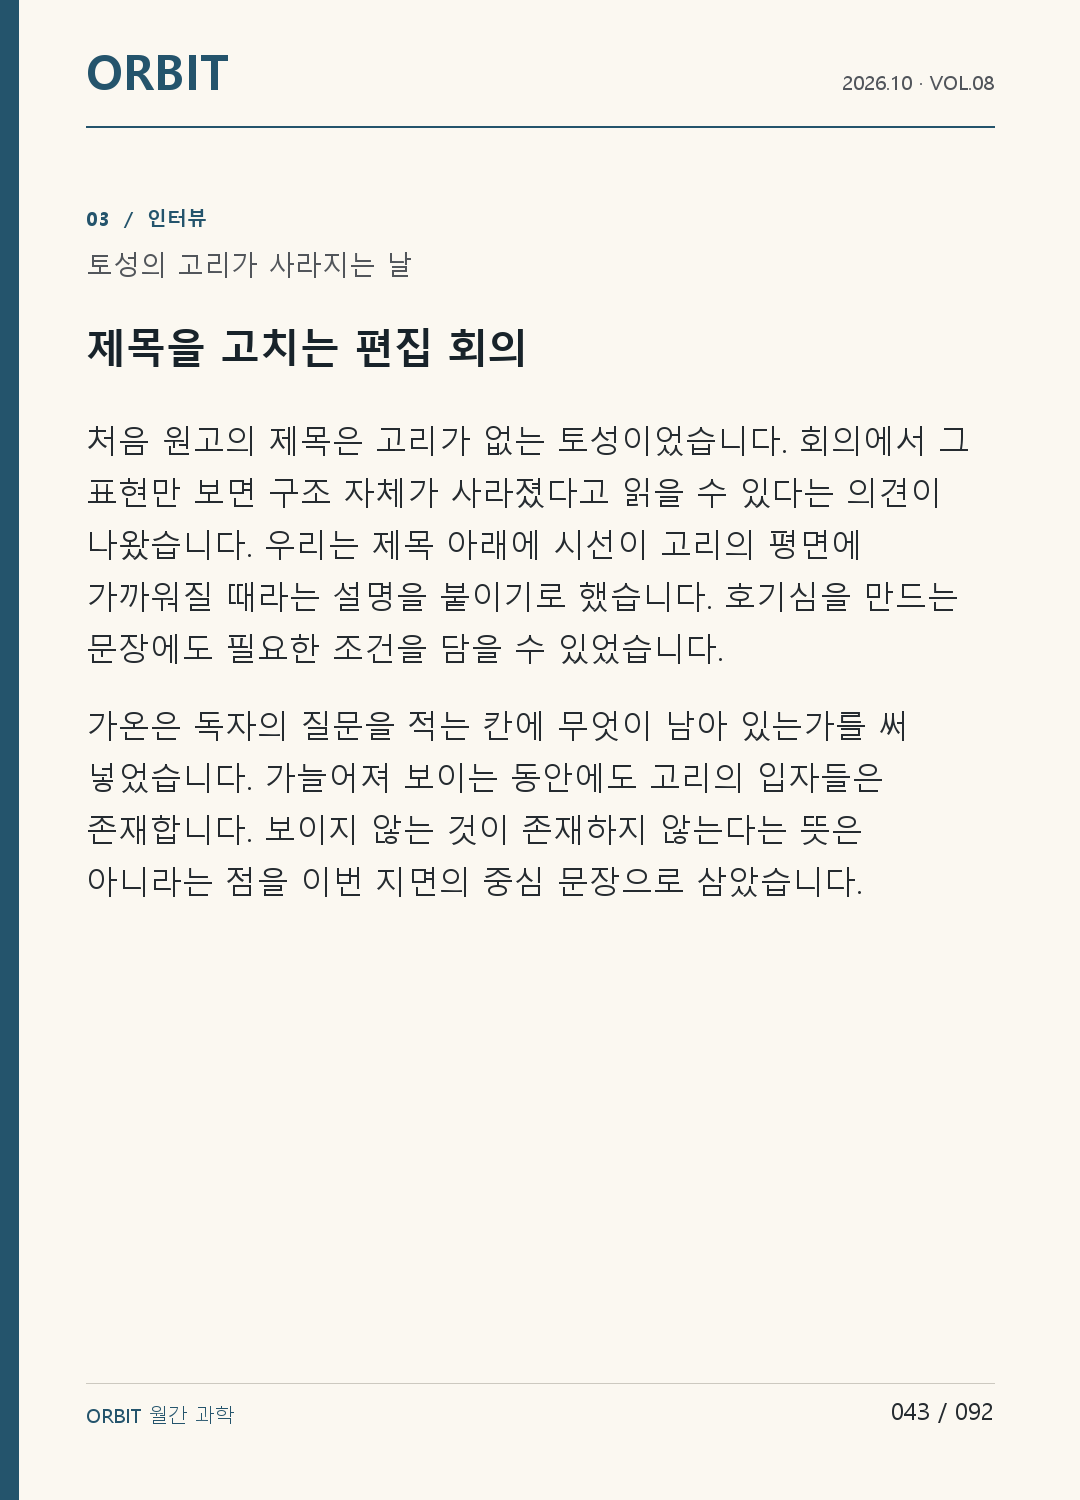 ORBIT
2026.10 · VOL.08
03 / 인터뷰
토성의 고리가 사라지는 날
제목을 고치는 편집 회의
처음 원고의 제목은 고리가 없는 토성이었습니다. 회의에서 그
표현만 보면 구조 자체가 사라졌다고 읽을 수 있다는 의견이
나왔습니다. 우리는 제목 아래에 시선이 고리의 평면에
가까워질 때라는 설명을 붙이기로 했습니다. 호기심을 만드는
문장에도 필요한 조건을 담을 수 있었습니다.
가온은 독자의 질문을 적는 칸에 무엇이 남아 있는가를 써
넣었습니다. 가늘어져 보이는 동안에도 고리의 입자들은
존재합니다. 보이지 않는 것이 존재하지 않는다는 뜻은
아니라는 점을 이번 지면의 중심 문장으로 삼았습니다.
ORBIT 월간 과학
043 / 092